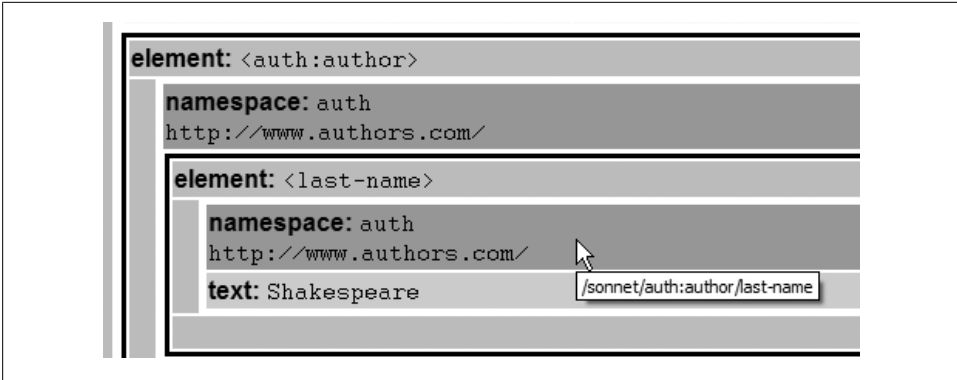 element: <auth:author>
namespace: auth
http://www.authors.com/
element: <last-name>
namespace: auth
http://www.authors.com/
text: Shakespeare
/sonnet/auth:author/last-name